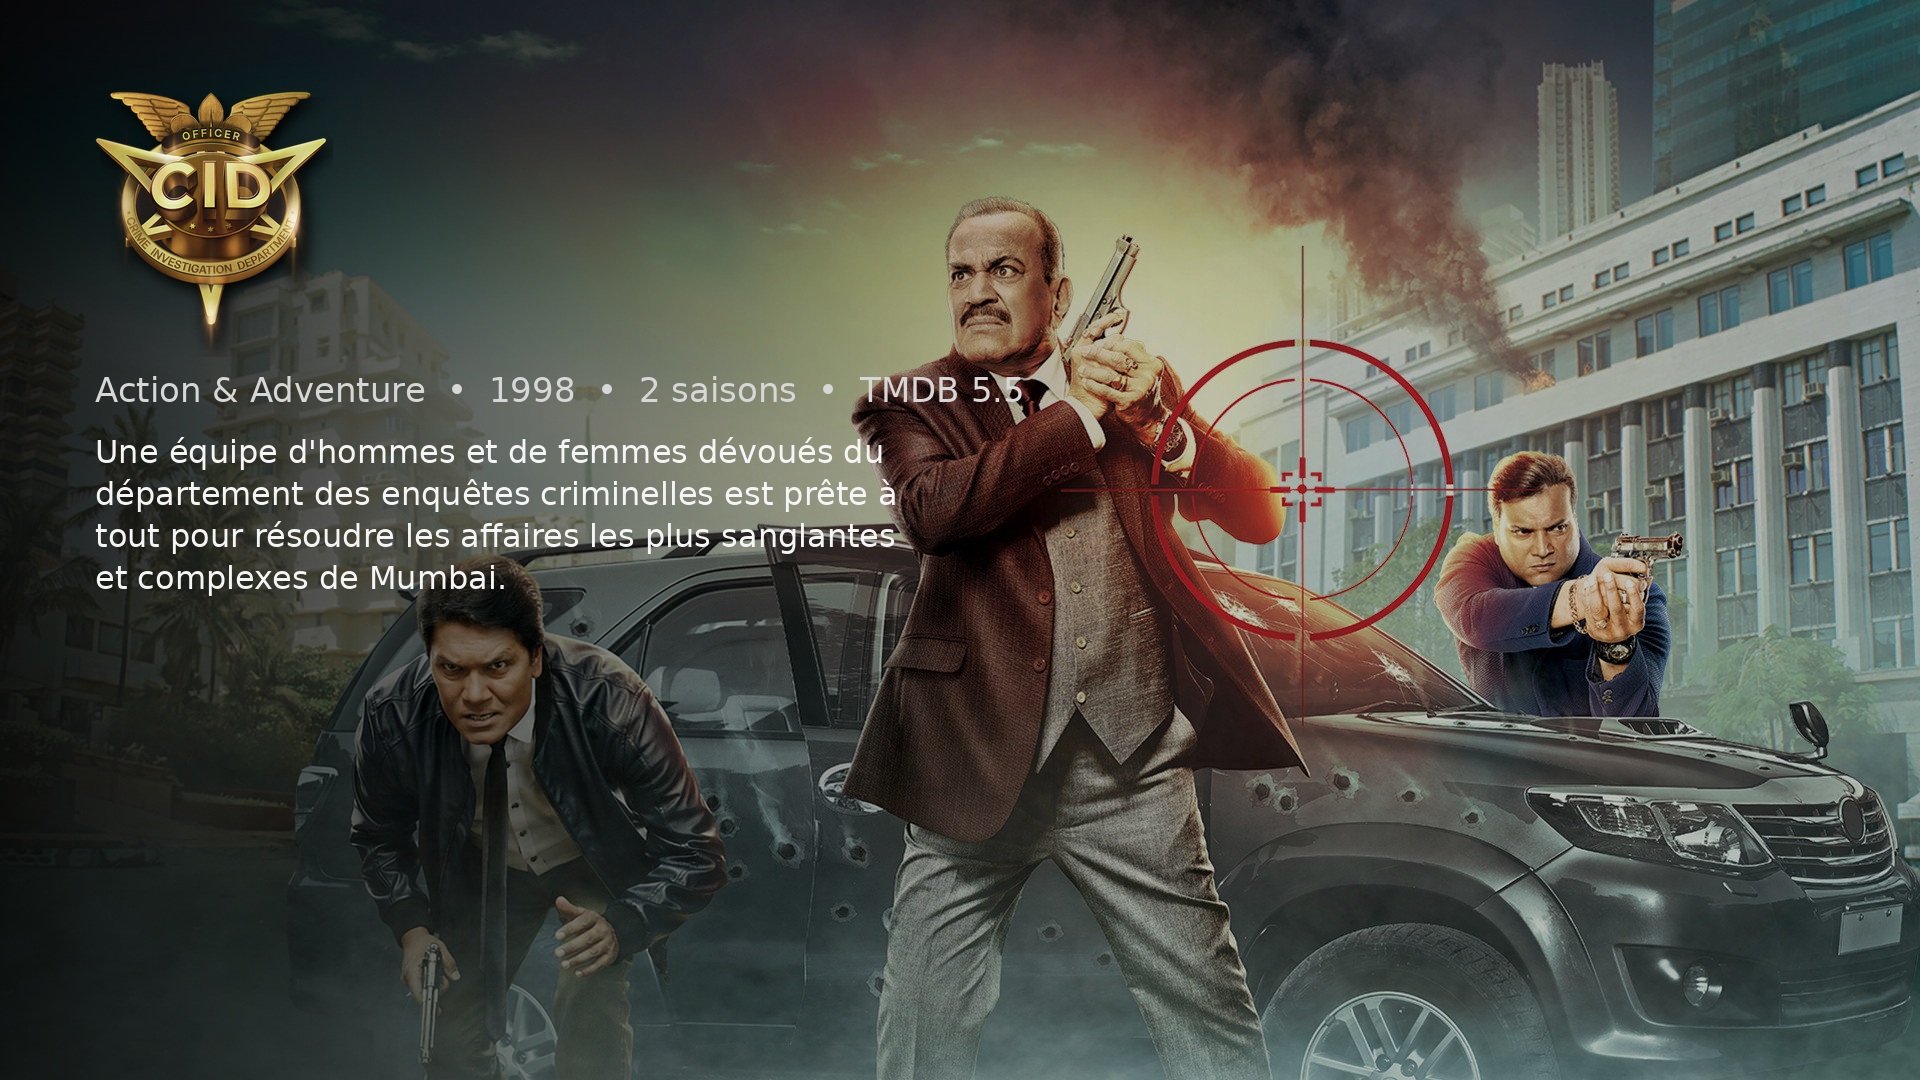 OFFICER
CID
CRIME INVESTIGATION DEPARTMENT
Action & Adventure • 1998 • 2 saisons • TMDB 5.5
Une équipe d'hommes et de femmes dévoués du
département des enquêtes criminelles est prête à
tout pour résoudre les affaires les plus sanglantes
et complexes de Mumbai.